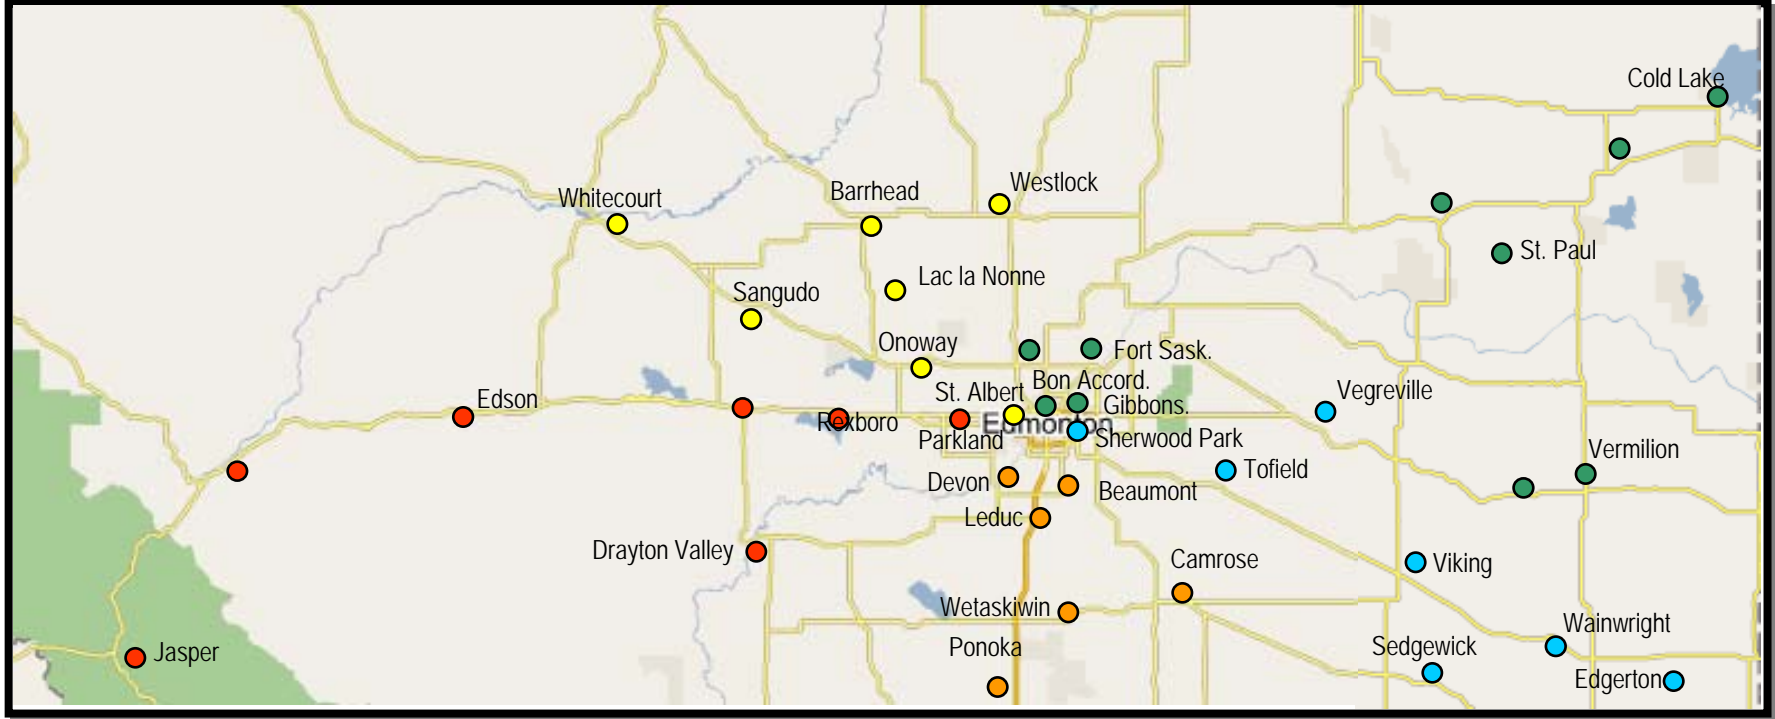 Cold Lake
Westlock
Barrhead
Whitecourt
St. Paul
Lac la Nonne
Sangudo
Onoway
Fort Sask.
Bon Accord.
St. Albert
Vegreville
Edson
Gibbons.
Rexboro
Edmonton
Parkland
Sherwood Park
Vermilion
Tofield
Devon
Beaumont
Leduc
Drayton Valley
Camrose
Viking
Wetaskiwin
Wainwright
Ponoka
Sedgewick
Jasper
Edgerton